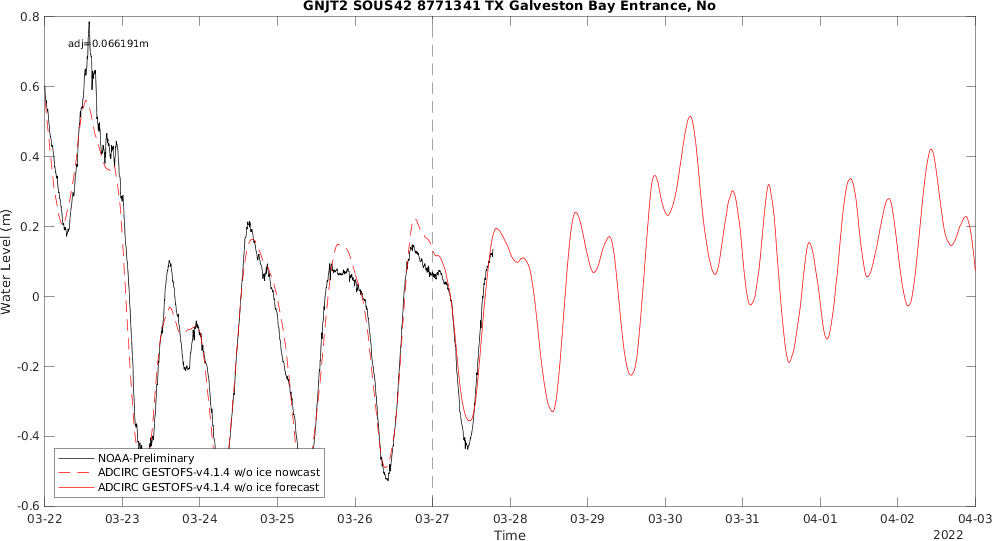 GNJT2 SOUS42 8771341 TX Galveston Bay Entrance, No
adj=0.066191m
Water Level (m)
0.8
0.6
0.4
0.2
0
-0.2
-0.4
-0.6
NOAA-Preliminary
ADCIRC GESTOFS-v4.1.4 w/o ice nowcast
ADCIRC GESTOFS-v4.1.4 w/o ice forecast
03-22 03-23 03-24 03-25 03-26 03-27 03-28 03-29 03-30 03-31 04-01 04-02 04-03
Time
2022